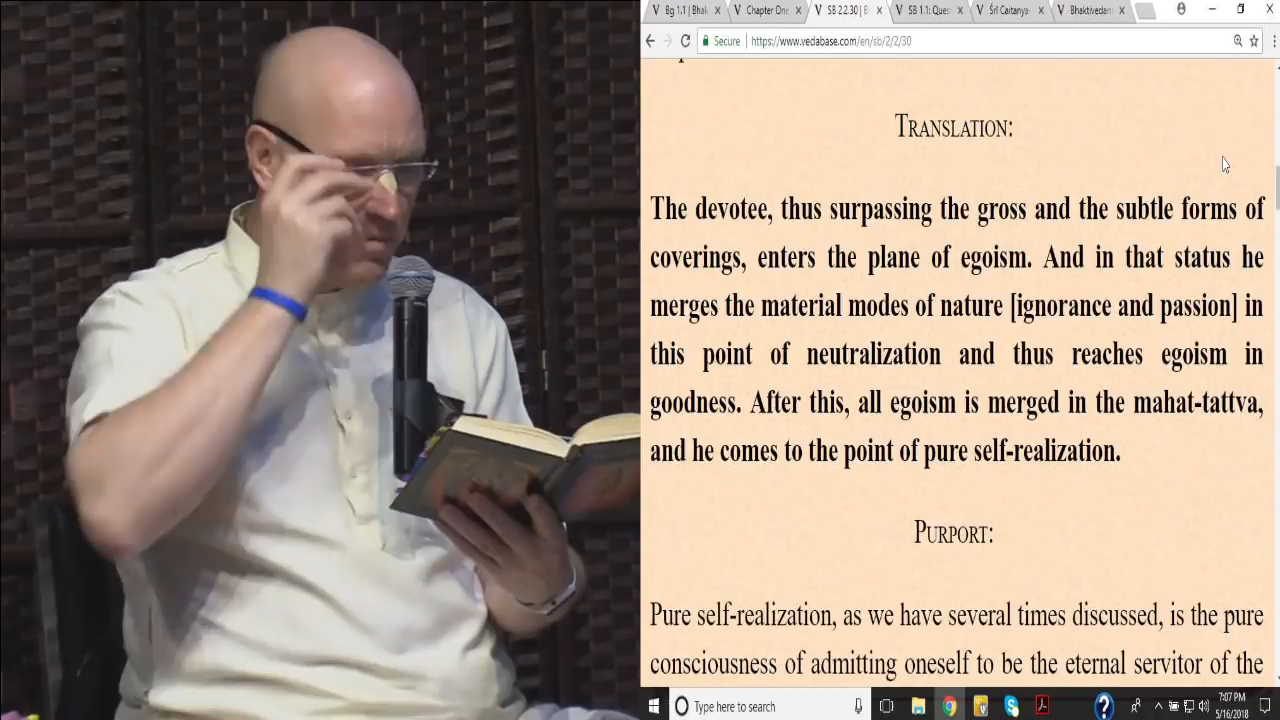 Bg 1.1 | Bhak
Chapter One
SB 2.2.30 | B
SB 1.1: Ques
Śrī Caitanya-
Bhaktivedan
Secure
https://www.vedabase.com/en/sb/2/2/30
TRANSLATION:
The devotee, thus surpassing the gross and the subtle forms of
coverings, enters the plane of egoism. And in that status he
merges the material modes of nature [ignorance and passion] in
this point of neutralization and thus reaches egoism in
goodness. After this, all egoism is merged in the mahat-tattva,
and he comes to the point of pure self-realization.
PURPORT:
Pure self-realization, as we have several times discussed, is the pure
consciousness of admitting oneself to be the eternal servitor of the
Type here to search
7:07 PM
5/16/2018